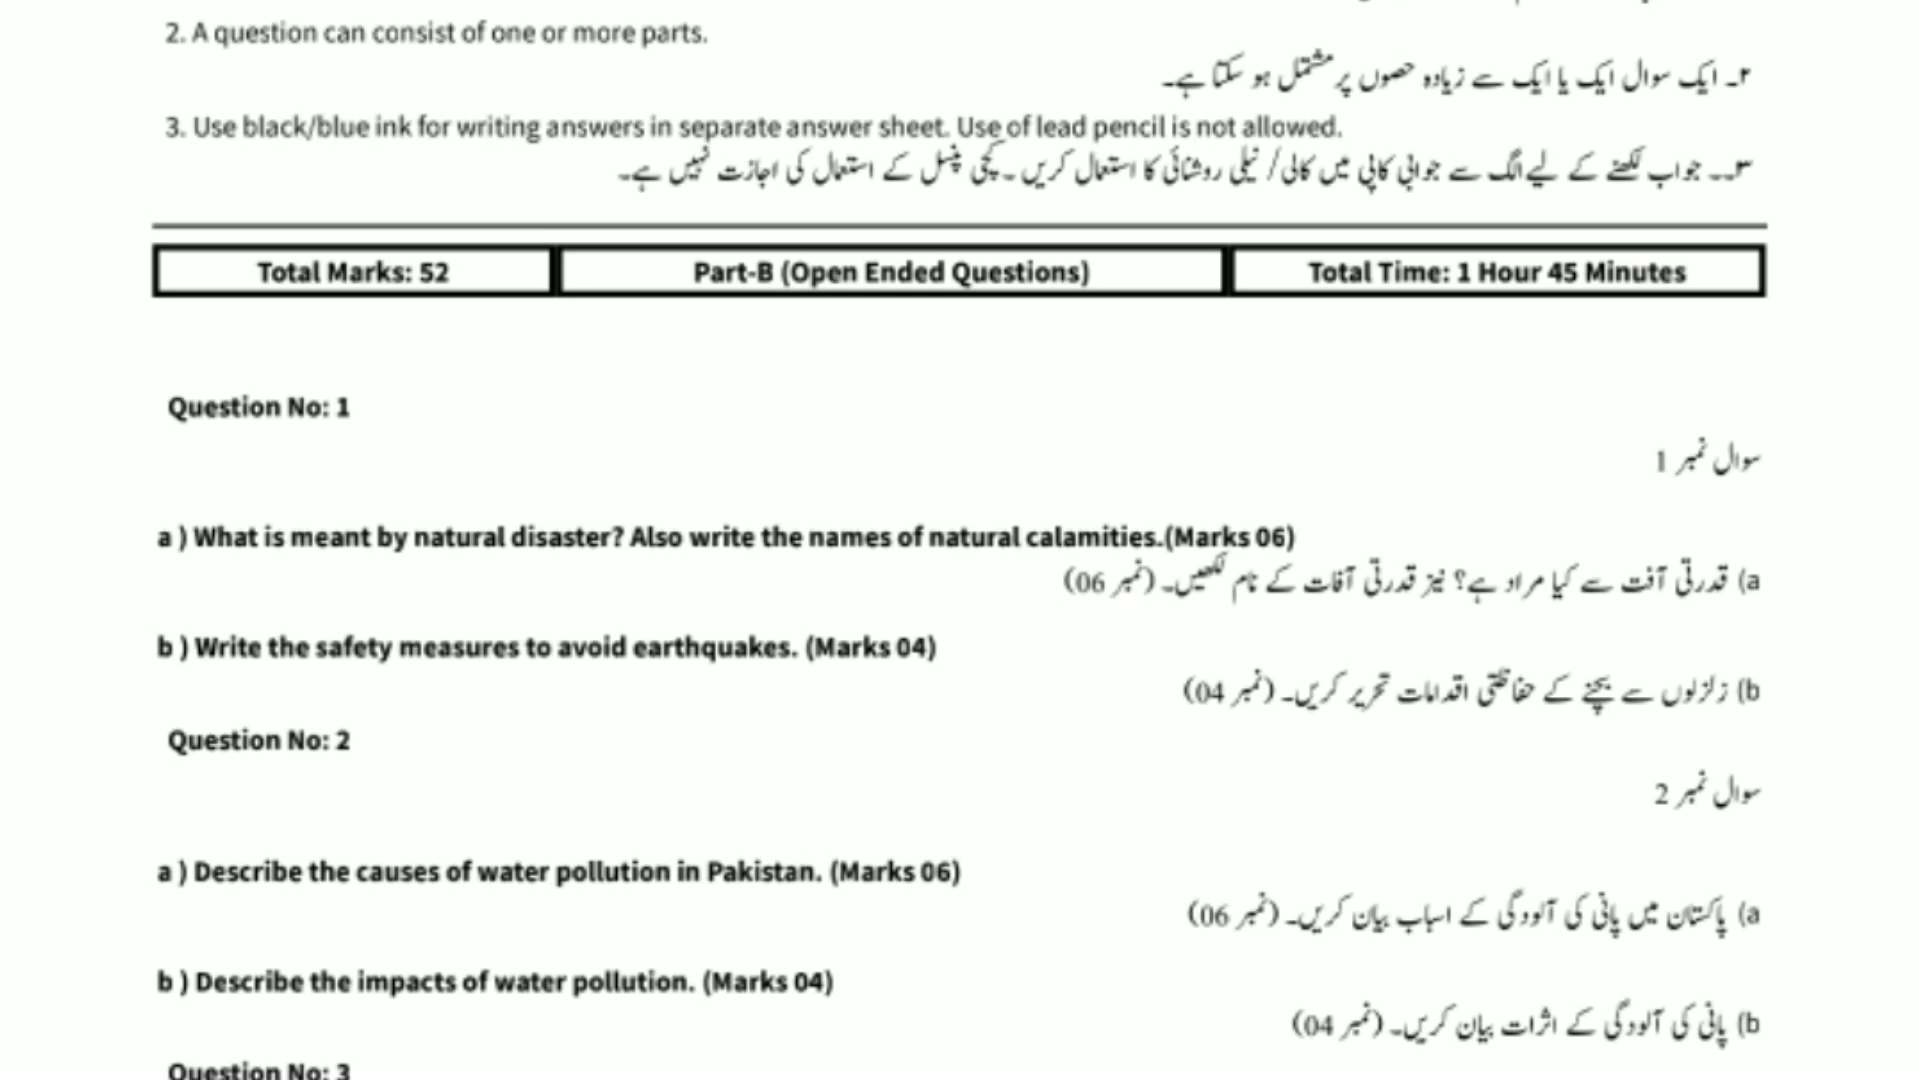 2. A question can consist of one or more parts.
۲۔ ایک سوال ایک یا ایک سے زیادہ حصوں پر مشتمل ہو سکتا ہے۔
3. Use black/blue ink for writing answers in separate answer sheet. Use of lead pencil is not allowed.
۳۔۔ جواب لکھنے کے لیے الگ سے جوابی کاپی میں کالی/ نیلی روشنائی کا استعمال کریں ۔ کچی پنسل کے استعمال کی اجازت نہیں ہے۔
Total Marks: 52 Part-B (Open Ended Questions) Total Time: 1 Hour 45 Minutes
Question No: 1
سوال نمبر 1
a ) What is meant by natural disaster? Also write the names of natural calamities.(Marks 06)
a) قدرتی آفت سے کیا مراد ہے؟ نیز قدرتی آفات کے نام لکھیں۔ (نمبر 06)
b ) Write the safety measures to avoid earthquakes. (Marks 04)
b) زلزلوں سے بچنے کے حفاظتی اقدامات تحریر کریں۔ (نمبر 04)
Question No: 2
سوال نمبر 2
a ) Describe the causes of water pollution in Pakistan. (Marks 06)
a) پاکستان میں پانی کی آلودگی کے اسباب بیان کریں۔ (نمبر 06)
b ) Describe the impacts of water pollution. (Marks 04)
b) پانی کی آلودگی کے اثرات بیان کریں۔ (نمبر 04)
Question No: 3